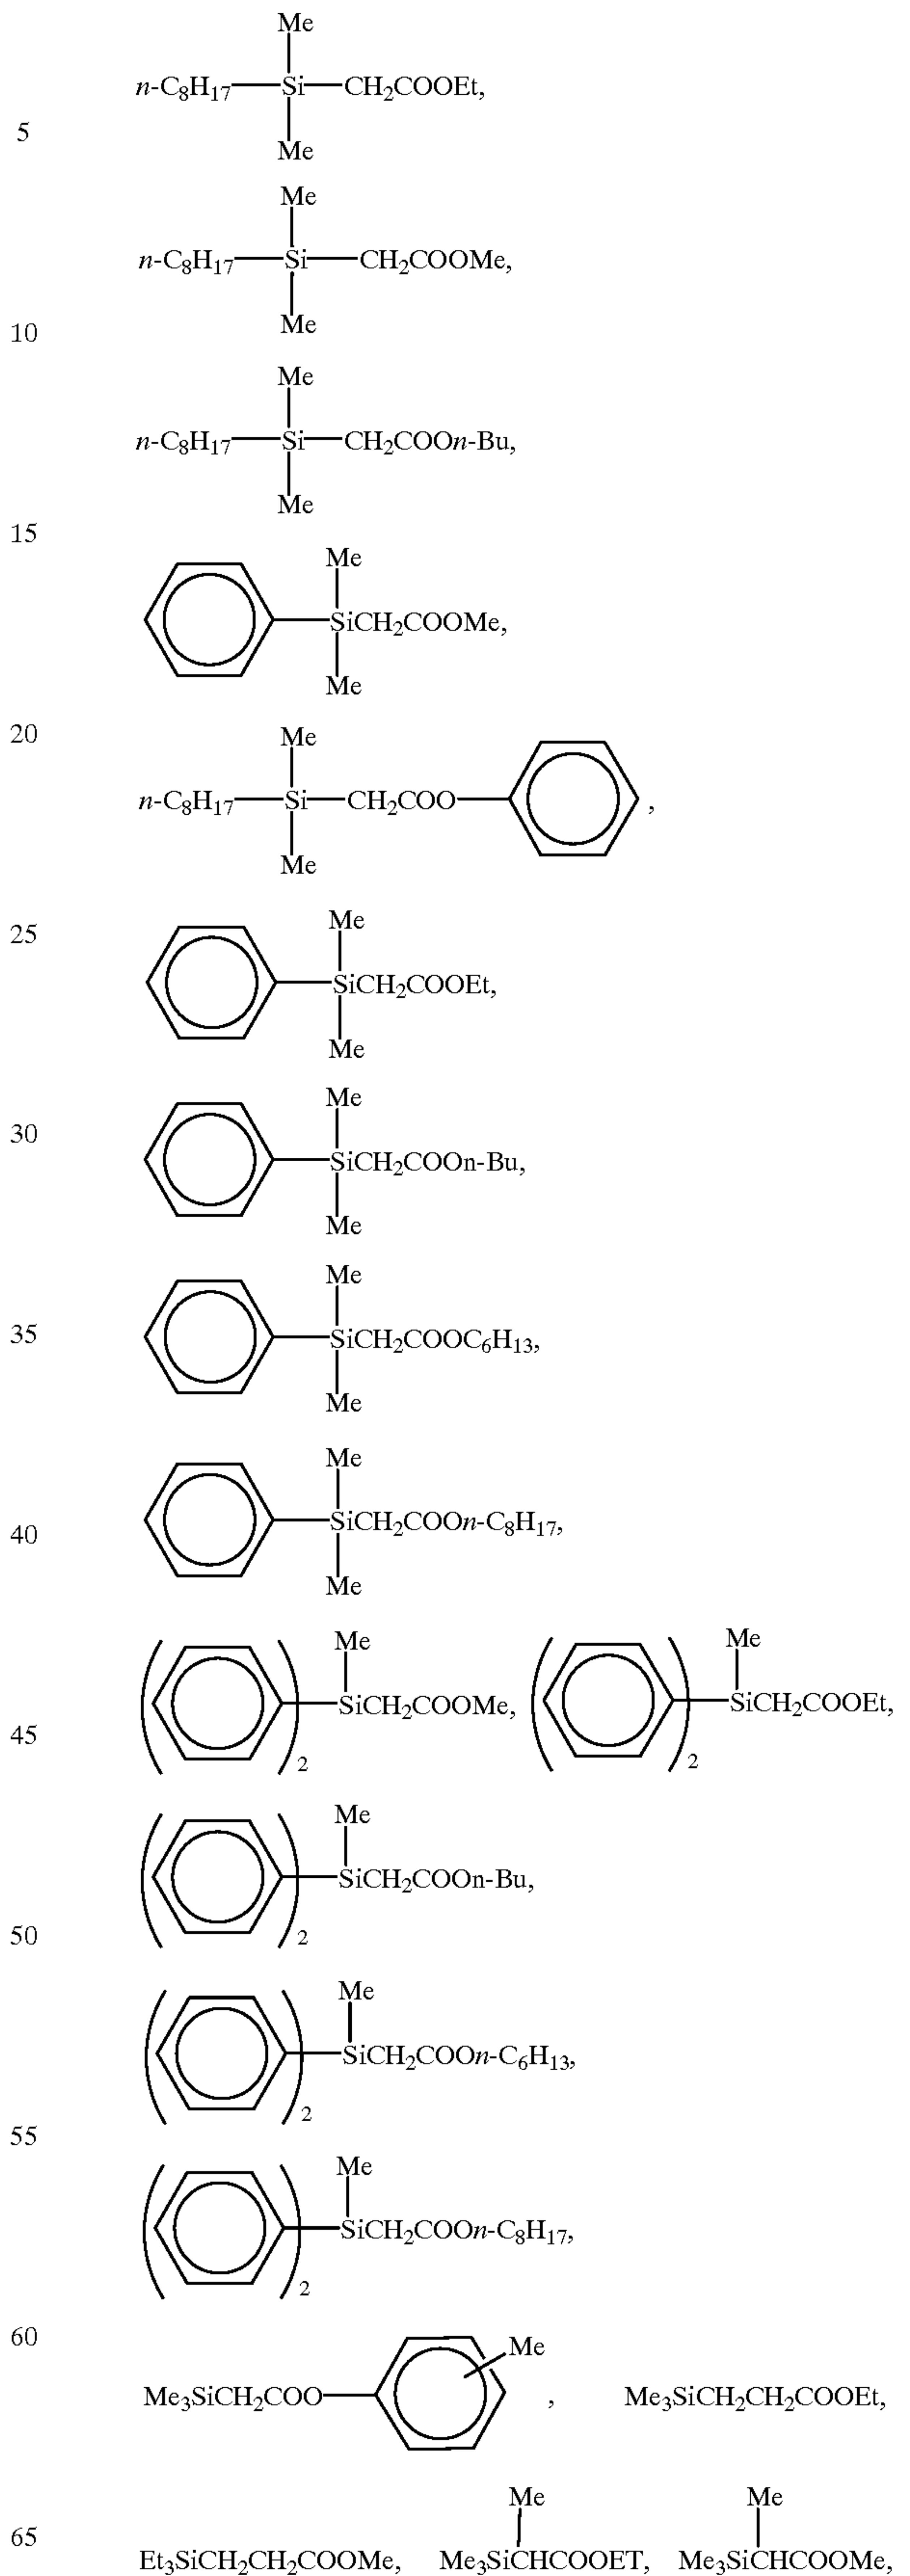 Me
n-C8H17 Si CH2COOEt,
5
Me
Me
n-C8H17 Si CH2COOMe,
Me
10
Me
n-C8H17 Si CH2COOn-Bu,
Me
15
Me
SiCH2COOMe,
Me
20
Me
n-C8H17 Si CH2COO ,
Me
25
Me
SiCH2COOEt,
Me
30
Me
SiCH2COOn-Bu,
Me
Me
35
SiCH2COOC6H13,
Me
Me
40
SiCH2COOn-C8H17,
Me
Me Me
( )2 SiCH2COOMe, ( )2 SiCH2COOEt,
45
Me
( )2 SiCH2COOn-Bu,
50
Me
( )2 SiCH2COOn-C6H13,
55
Me
( )2 SiCH2COOn-C8H17,
60
Me
Me3SiCH2COO , Me3SiCH2CH2COOEt,
Me Me
65
Et3SiCH2CH2COOMe, Me3SiCHCOOET, Me3SiCHCOOMe,